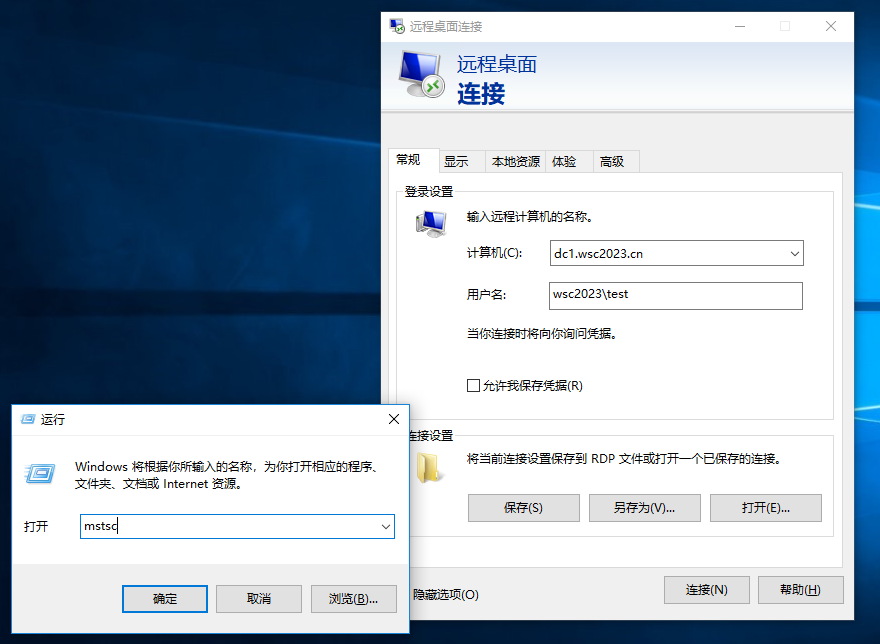 远程桌面连接
远程桌面
连接
常规 显示 本地资源 体验 高级
登录设置
输入远程计算机的名称。
计算机(C): dc1.wsc2023.cn
用户名: wsc2023\test
当你连接时将向你询问凭据。
允许我保存凭据(R)
连接设置
将当前连接设置保存到 RDP 文件或打开一个已保存的连接。
保存(S) 另存为(V)... 打开(E)...
隐藏选项(O) 连接(N) 帮助(H)
运行
Windows 将根据你所输入的名称，为你打开相应的程序、
文件夹、文档或 Internet 资源。
打开 mstsc
确定 取消 浏览(B)...